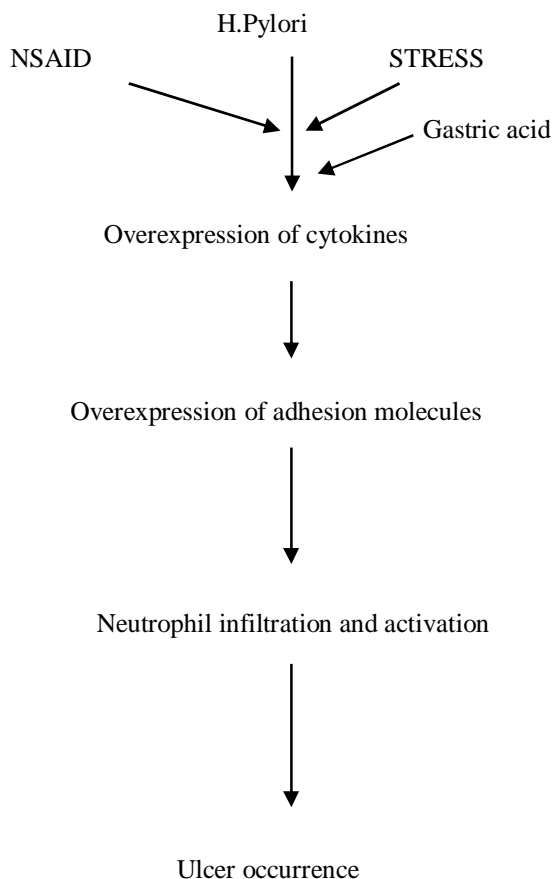 H.Pylori
NSAID
STRESS
Gastric acid
Overexpression of cytokines
Overexpression of adhesion molecules
Neutrophil infiltration and activation
Ulcer occurrence